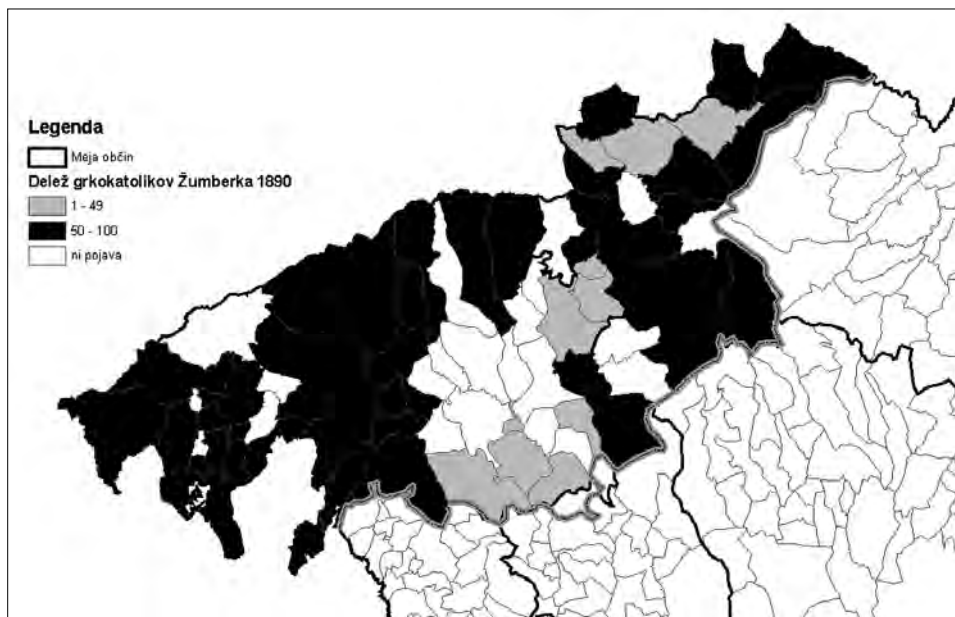 Legenda
Meja občin
Delež grkokatolikov Žumberka 1890
1 - 49
50 - 100
ni pojava